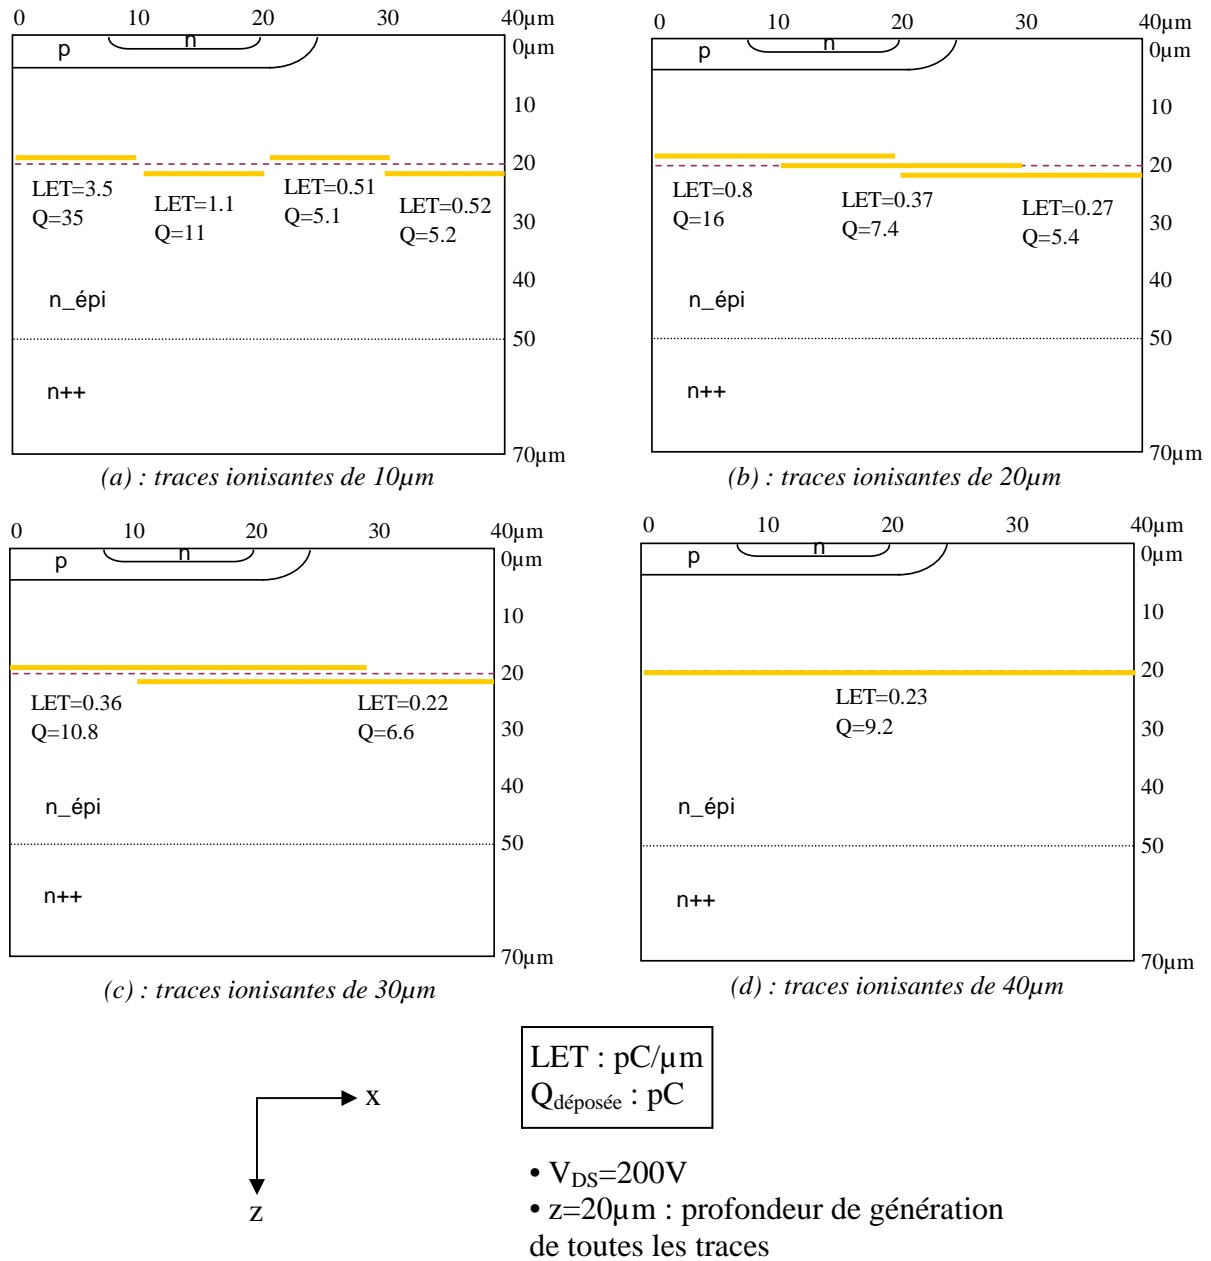 0 10 20 30 40µm
p n 0µm
10
20
LET=3.5 LET=1.1 LET=0.51 LET=0.52
Q=35 Q=11 Q=5.1 Q=5.2
30
40
n_épi
50
n++
70µm
(a) : traces ionisantes de 10µm
0 10 20 30 40µm
p n 0µm
10
20
LET=0.8 LET=0.37 LET=0.27
Q=16 Q=7.4 Q=5.4
30
40
n_épi
50
n++
70µm
(b) : traces ionisantes de 20µm
0 10 20 30 40µm
p n 0µm
10
20
LET=0.36 LET=0.22
Q=10.8 Q=6.6
30
40
n_épi
50
n++
70µm
(c) : traces ionisantes de 30µm
0 10 20 30 40µm
p n 0µm
10
20
LET=0.23
Q=9.2
30
40
n_épi
50
n++
70µm
(d) : traces ionisantes de 40µm
x
z
LET : pC/µm
Qdéposée : pC
• VDS=200V
• z=20µm : profondeur de génération
de toutes les traces